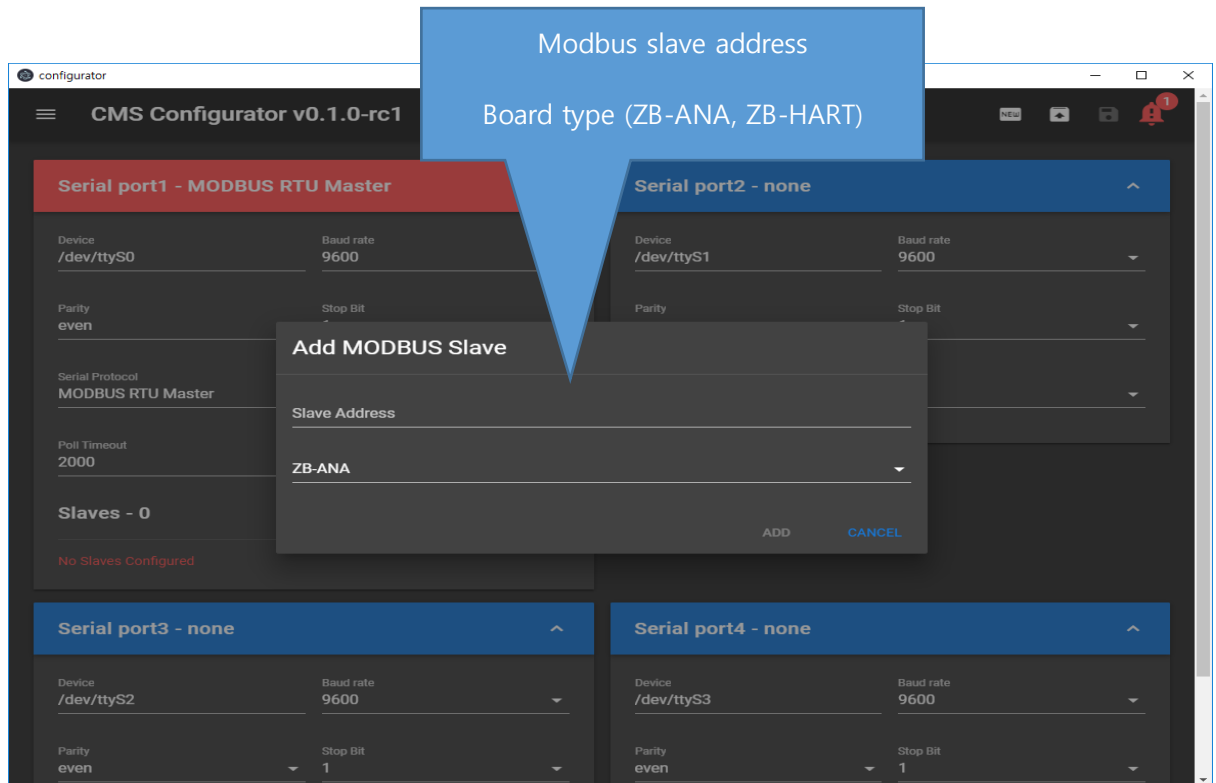 Modbus slave address
Board type (ZB-ANA, ZB-HART)
configurator
CMS Configurator v0.1.0-rc1
NEW
1
Serial port1 - MODBUS RTU Master
Device
/dev/ttyS0
Baud rate
9600
Parity
even
Stop Bit
Serial Protocol
MODBUS RTU Master
Poll Timeout
2000
Slaves - 0
No Slaves Configured
Serial port2 - none
Device
/dev/ttyS1
Baud rate
9600
Parity
Stop Bit
Add MODBUS Slave
Slave Address
ZB-ANA
ADD
CANCEL
Serial port3 - none
Device
/dev/ttyS2
Baud rate
9600
Parity
even
Stop Bit
1
Serial port4 - none
Device
/dev/ttyS3
Baud rate
9600
Parity
even
Stop Bit
1